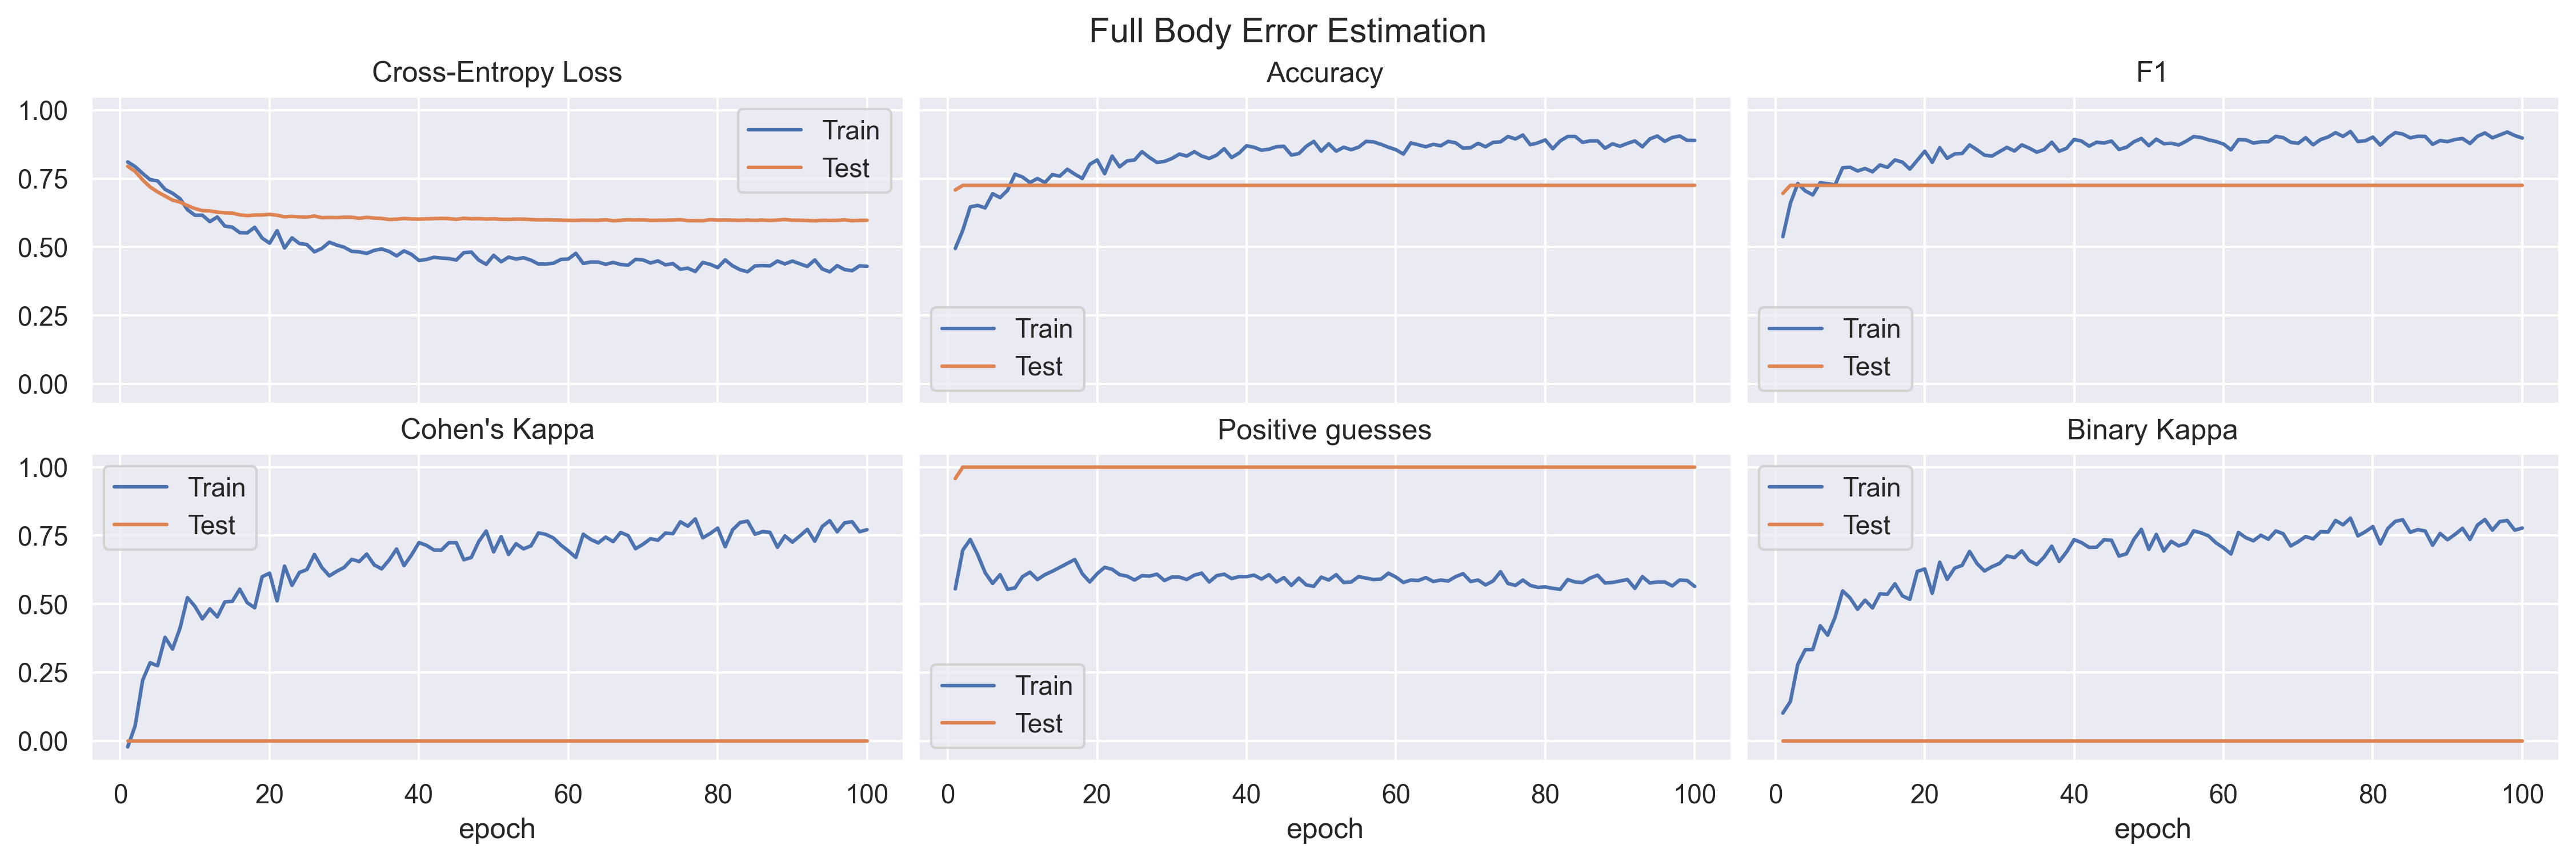 Full Body Error Estimation
Cross-Entropy Loss
Accuracy
F1
1.00
0.75
0.50
0.25
0.00
Train
Test
Train
Test
Train
Test
Cohen's Kappa
Positive guesses
Binary Kappa
1.00
0.75
0.50
0.25
0.00
Train
Test
Train
Test
Train
Test
0 20 40 60 80 100
0 20 40 60 80 100
0 20 40 60 80 100
epoch
epoch
epoch